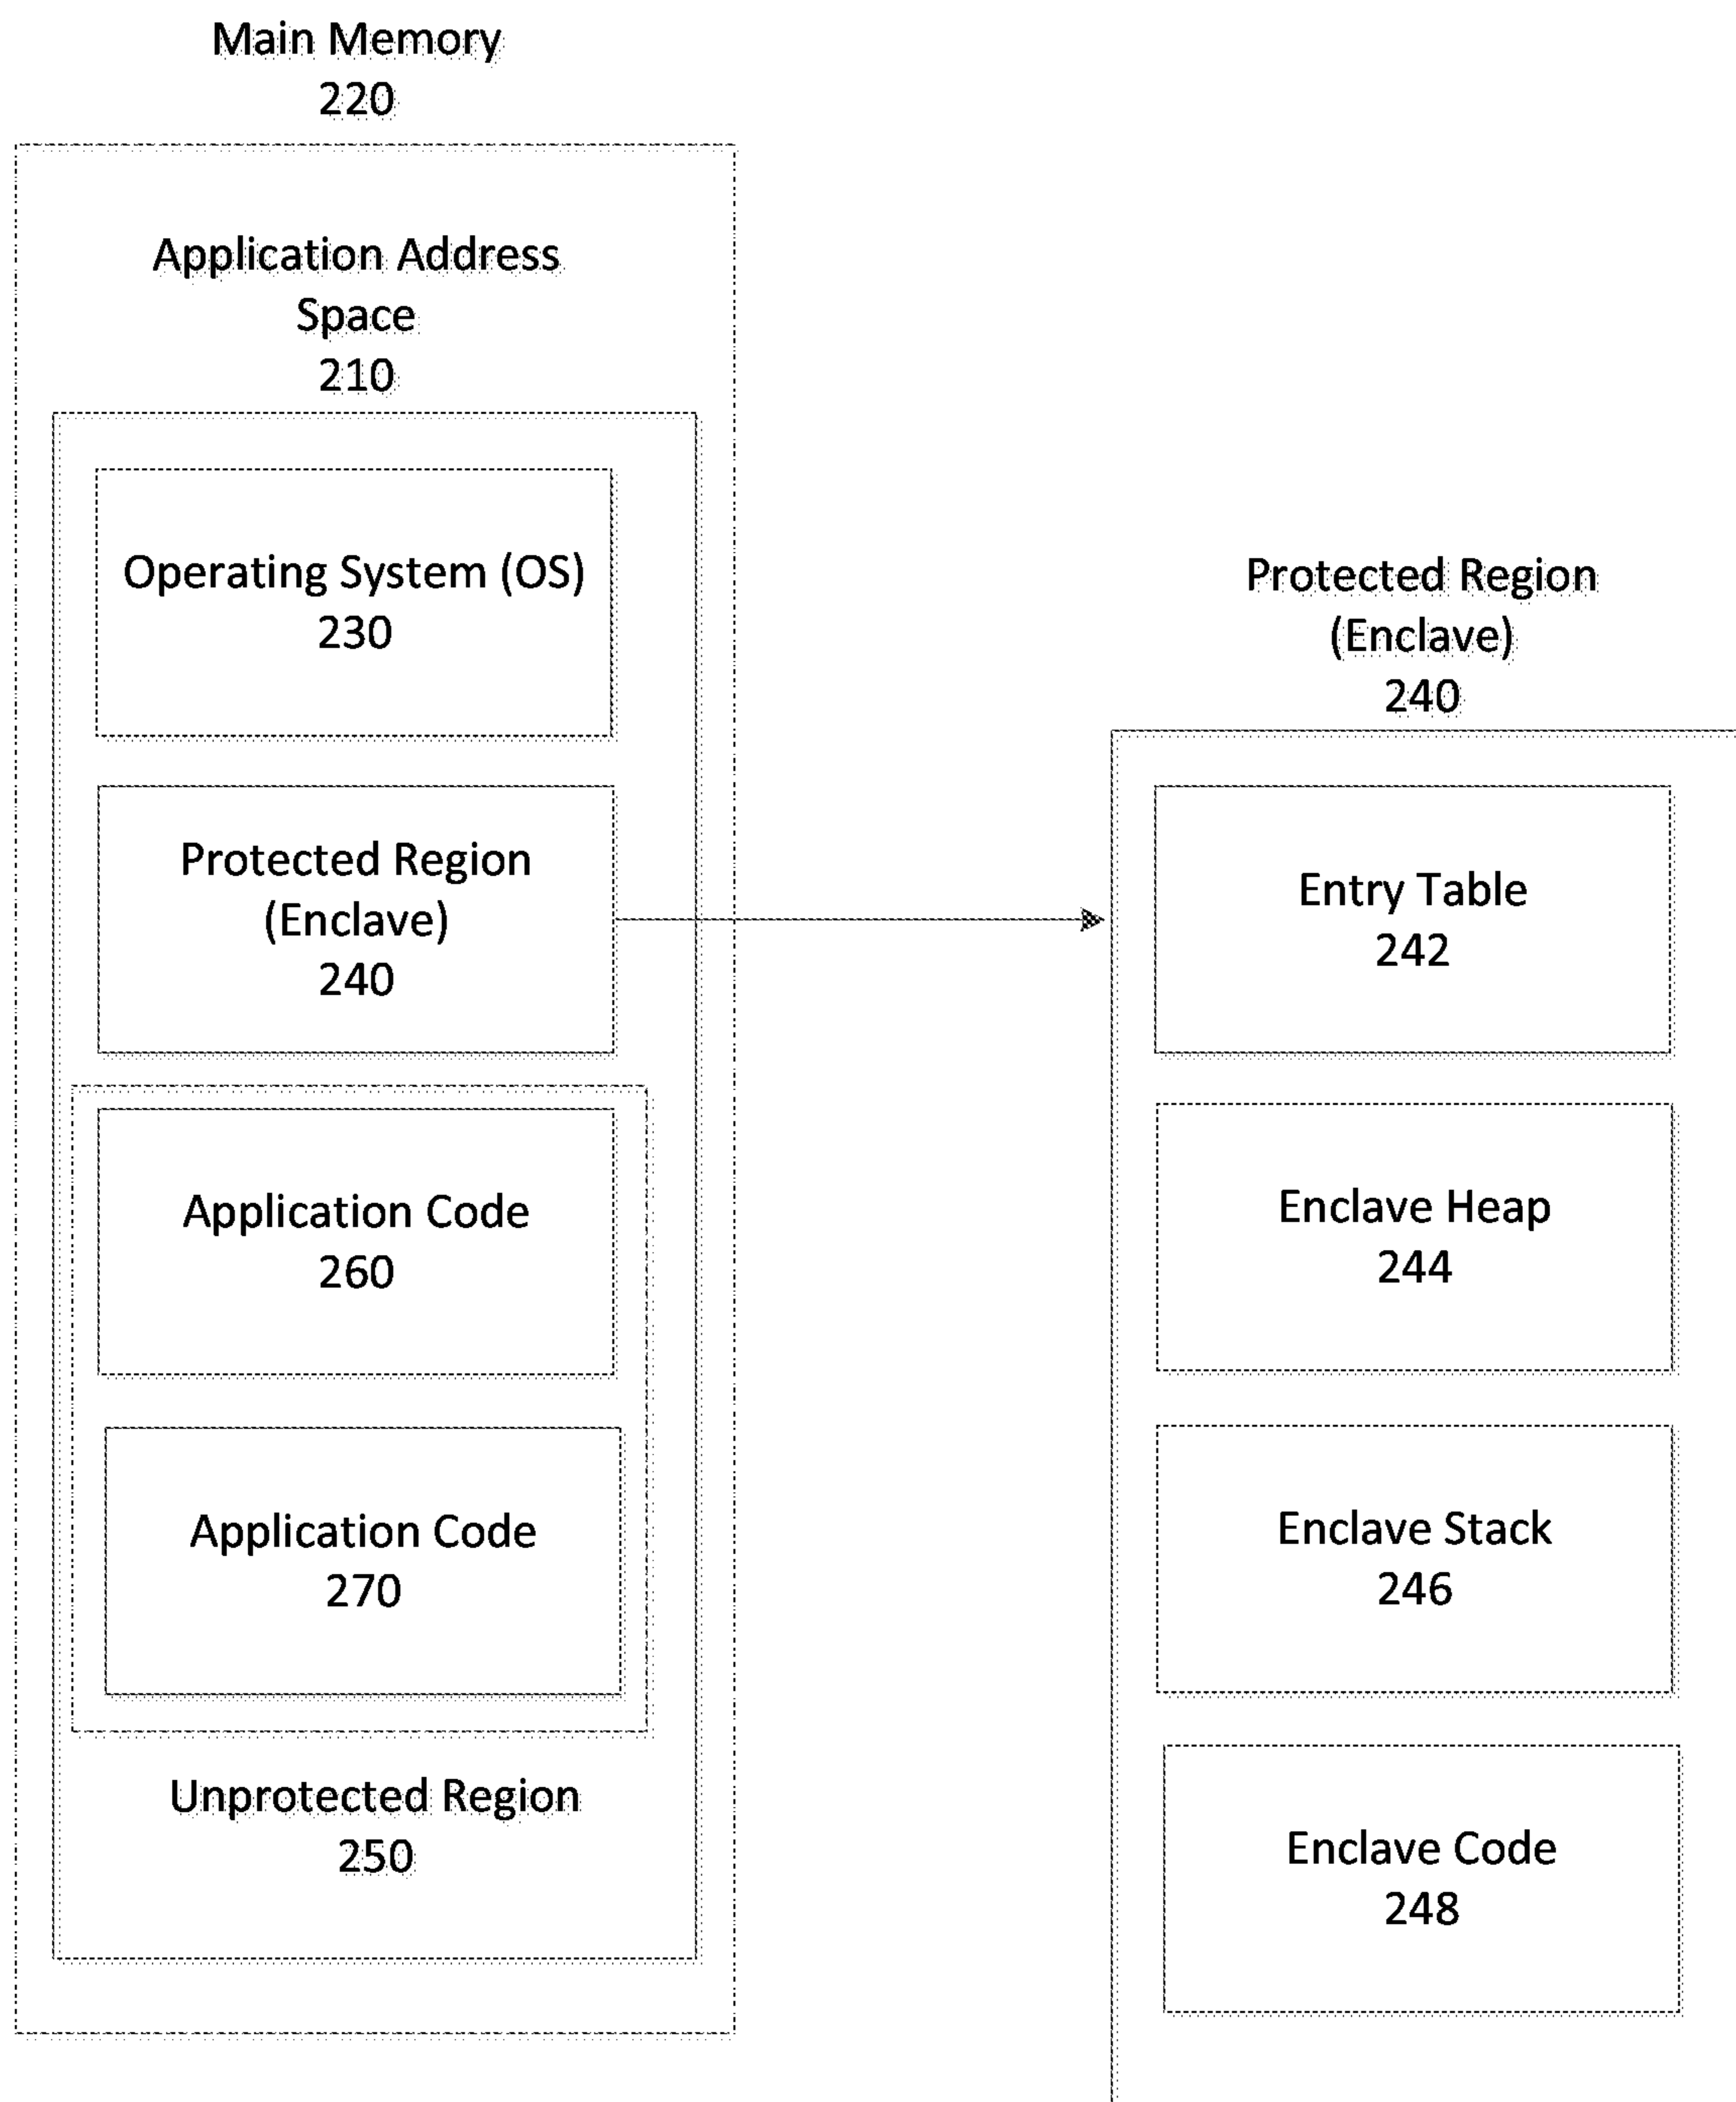 Main Memory
220
Application Address
Space
210
Operating System (OS)
230
Protected Region
(Enclave)
240
Application Code
260
Application Code
270
Unprotected Region
250
Protected Region
(Enclave)
240
Entry Table
242
Enclave Heap
244
Enclave Stack
246
Enclave Code
248